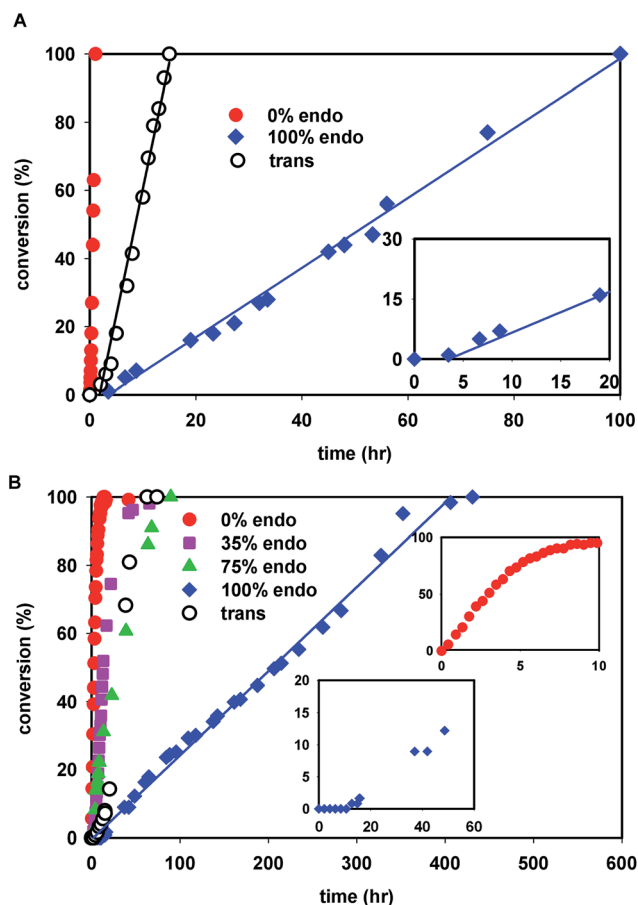 A
100
80
60
40
20
0
conversion (%)
0% endo
100% endo
trans
30
15
0
0 5 10 15 20
0 20 40 60 80 100
time (hr)
B
100
80
60
40
20
0
conversion (%)
0% endo
35% endo
75% endo
100% endo
trans
100
50
0
0 5 10
20
15
10
5
0
0 20 40 60
0 100 200 300 400 500 600
time (hr)